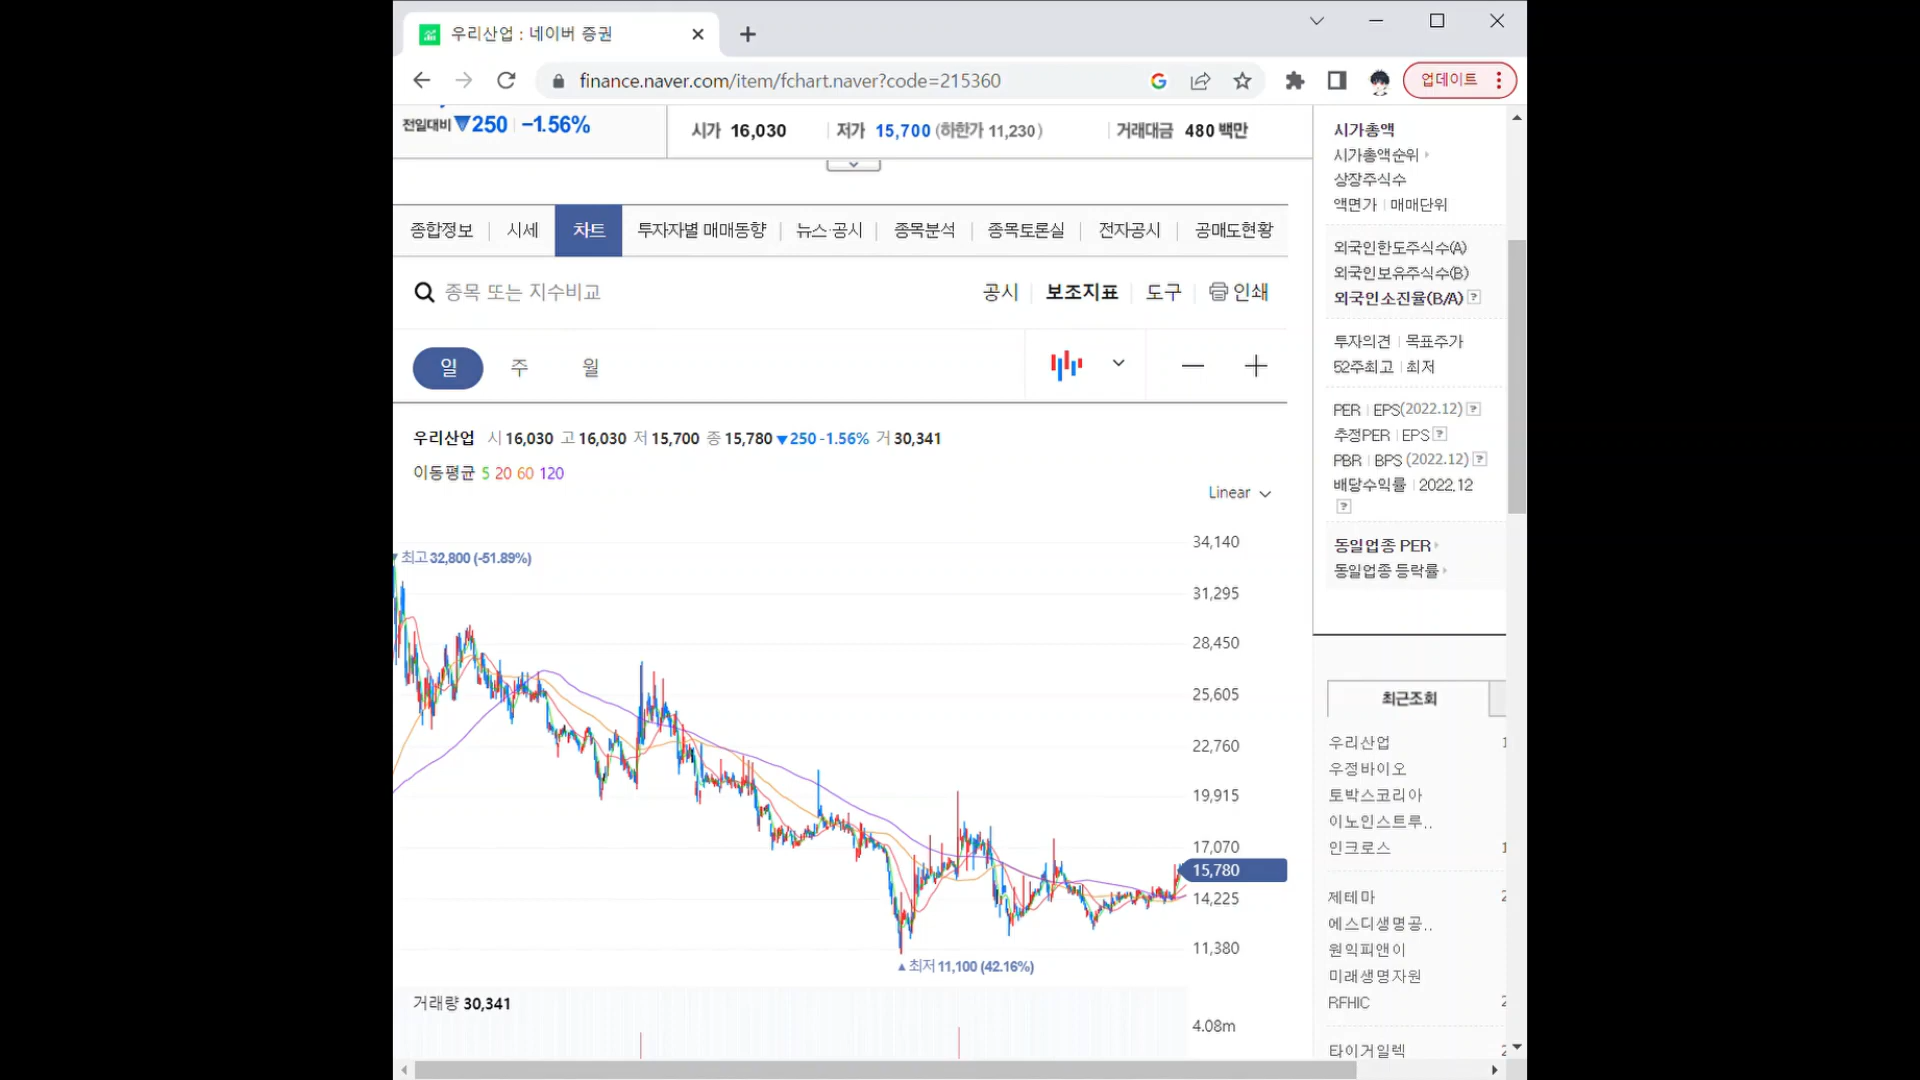 우리산업 : 네이버 증권
finance.naver.com/item/fchart.naver?code=215360
업데이트
전일대비 ▼250 -1.56%
시가 16,030 저가 15,700 (하한가 11,230) 거래대금 480 백만
종합정보 시세 차트 투자자별 매매동향 뉴스·공시 종목분석 종목토론실 전자공시 공매도현황
종목 또는 지수비교
공시 보조지표 도구 인쇄
일 주 월
우리산업 시 16,030 고 16,030 저 15,700 종 15,780 ▼250 -1.56% 거 30,341
이동평균 5 20 60 120
Linear
34,140
▼최고 32,800 (-51.89%)
31,295
28,450
25,605
22,760
19,915
17,070
15,780
14,225
11,380
▲최저 11,100 (42.16%)
거래량 30,341
4.08m
시가총액
시가총액순위
상장주식수
액면가 매매단위
외국인한도주식수(A)
외국인보유주식수(B)
외국인소진율(B/A) ?
투자의견 목표주가
52주최고 최저
PER EPS(2022.12) ?
추정PER EPS ?
PBR BPS (2022.12) ?
배당수익률 2022.12
?
동일업종 PER
동일업종 등락률
최근조회
우리산업
우정바이오
토박스코리아
이노인스트루..
인크로스
제테마
에스디생명공..
원익피앤이
미래생명자원
RFHIC
타이거일렉